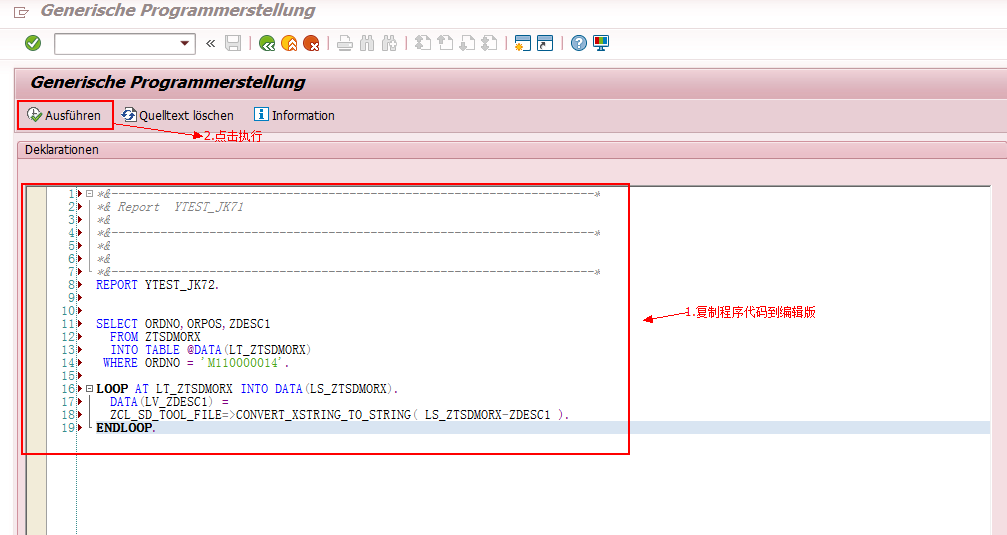 Generische Programmerstellung
Generische Programmerstellung
Ausführen Quelltext löschen Information
2.点击执行
Deklarationen
1 *&---------------------------------------------------------------------*
2 *& Report  YTEST_JK71
3 *&
4 *&---------------------------------------------------------------------*
5 *&
6 *&
7 *&---------------------------------------------------------------------*
8 REPORT YTEST_JK72.
9
10
11 SELECT ORDNO,ORPOS,ZDESC1
12   FROM ZTSDMORX
13   INTO TABLE @DATA(LT_ZTSDMORX)
14  WHERE ORDNO = 'M110000014'.
15
16 LOOP AT LT_ZTSDMORX INTO DATA(LS_ZTSDMORX).
17   DATA(LV_ZDESC1) =
18   ZCL_SD_TOOL_FILE=>CONVERT_XSTRING_TO_STRING( LS_ZTSDMORX-ZDESC1 ).
19 ENDLOOP.
1.复制程序代码到编辑版